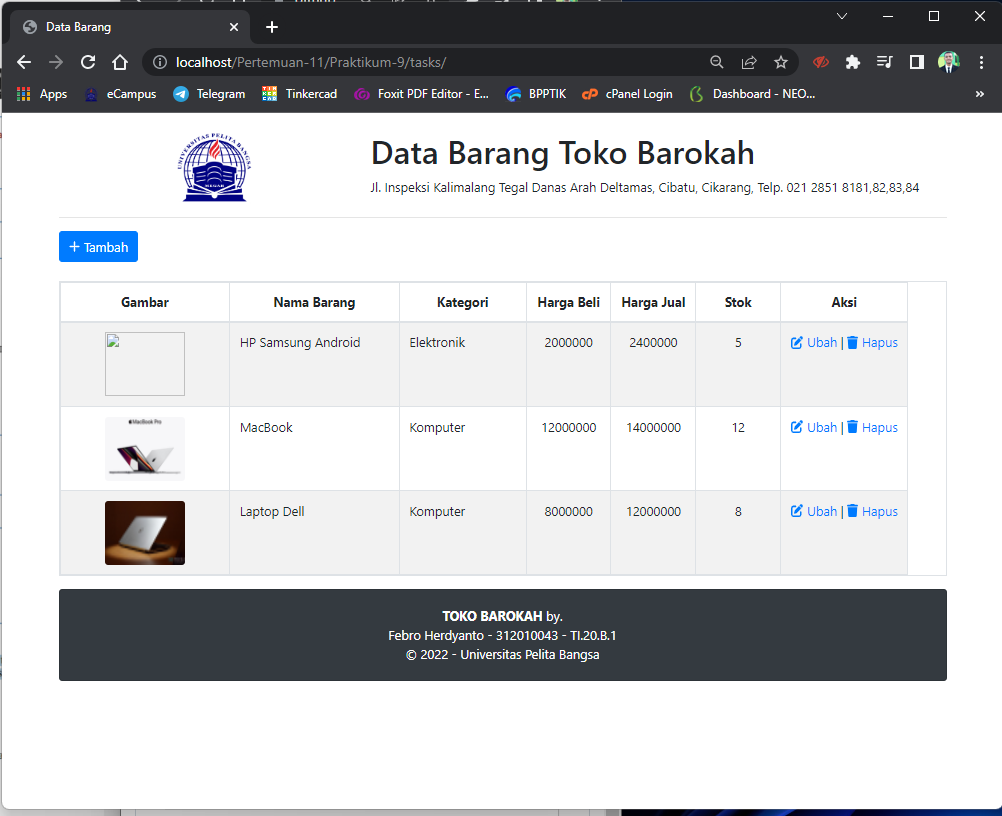 Data Barang
localhost/Pertemuan-11/Praktikum-9/tasks/
Apps eCampus Telegram Tinkercad Foxit PDF Editor - E... BPPTIK cPanel Login Dashboard - NEO... »
UNIVERSITAS PELITA BANGSA
Data Barang Toko Barokah
Jl. Inspeksi Kalimalang Tegal Danas Arah Deltamas, Cibatu, Cikarang, Telp. 021 2851 8181,82,83,84
+ Tambah
Gambar Nama Barang Kategori Harga Beli Harga Jual Stok Aksi
HP Samsung Android Elektronik 2000000 2400000 5 Ubah | Hapus
MacBook Pro
MacBook Komputer 12000000 14000000 12 Ubah | Hapus
Laptop Dell Komputer 8000000 12000000 8 Ubah | Hapus
TOKO BAROKAH by.
Febro Herdyanto - 312010043 - TI.20.B.1
© 2022 - Universitas Pelita Bangsa